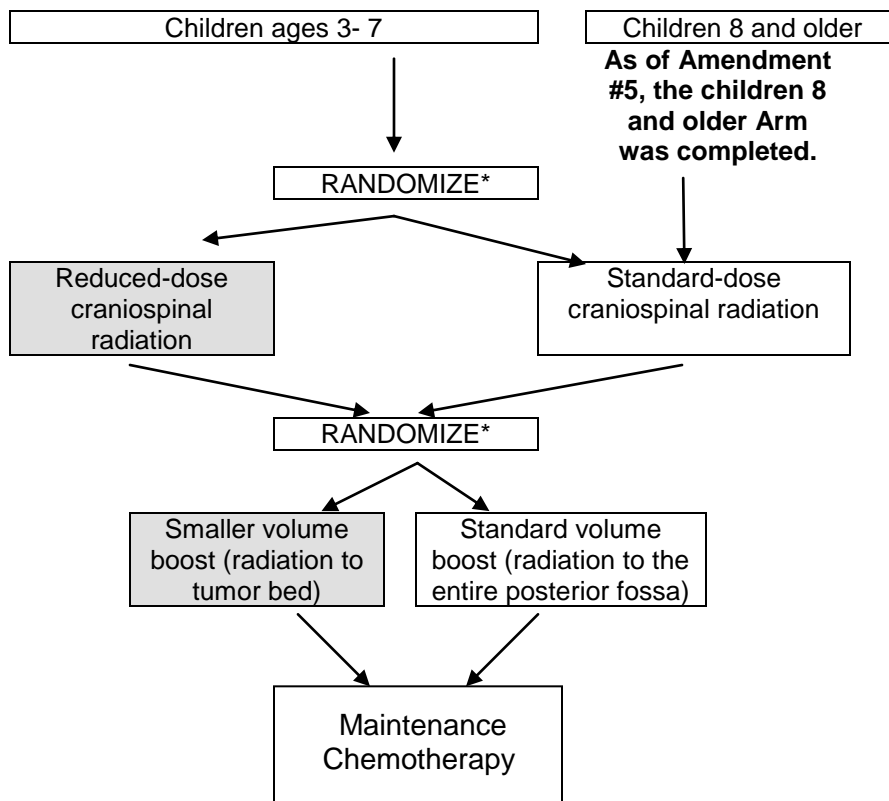 Children ages 3- 7
Children 8 and older
As of Amendment
#5, the children 8
and older Arm
was completed.
RANDOMIZE*
Reduced-dose
craniospinal
radiation
Standard-dose
craniospinal radiation
RANDOMIZE*
Smaller volume
boost (radiation to
tumor bed)
Standard volume
boost (radiation to the
entire posterior fossa)
Maintenance
Chemotherapy